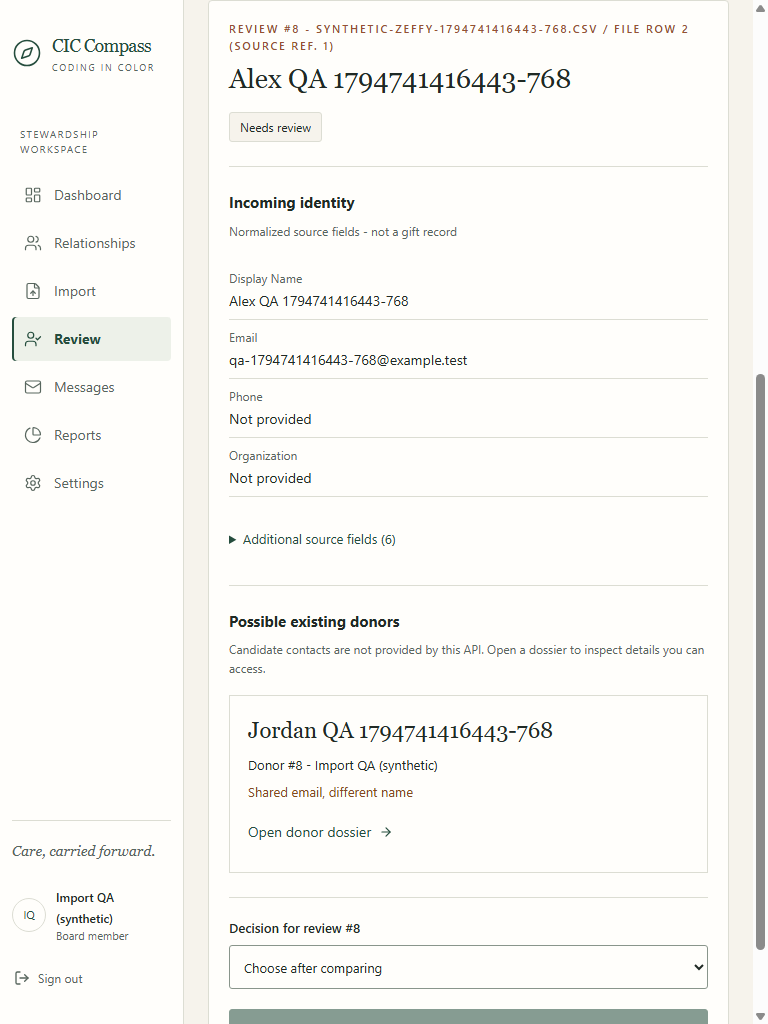 CIC Compass
CODING IN COLOR
STEWARDSHIP
WORKSPACE
Dashboard
Relationships
Import
Review
Messages
Reports
Settings
Care, carried forward.
IQ
Import QA
(synthetic)
Board member
Sign out
REVIEW #8 - SYNTHETIC-ZEFFY-1794741416443-768.CSV / FILE ROW 2
(SOURCE REF. 1)
Alex QA 1794741416443-768
Needs review
Incoming identity
Normalized source fields - not a gift record
Display Name
Alex QA 1794741416443-768
Email
qa-1794741416443-768@example.test
Phone
Not provided
Organization
Not provided
Additional source fields (6)
Possible existing donors
Candidate contacts are not provided by this API. Open a dossier to inspect details you can
access.
Jordan QA 1794741416443-768
Donor #8 - Import QA (synthetic)
Shared email, different name
Open donor dossier →
Decision for review #8
Choose after comparing